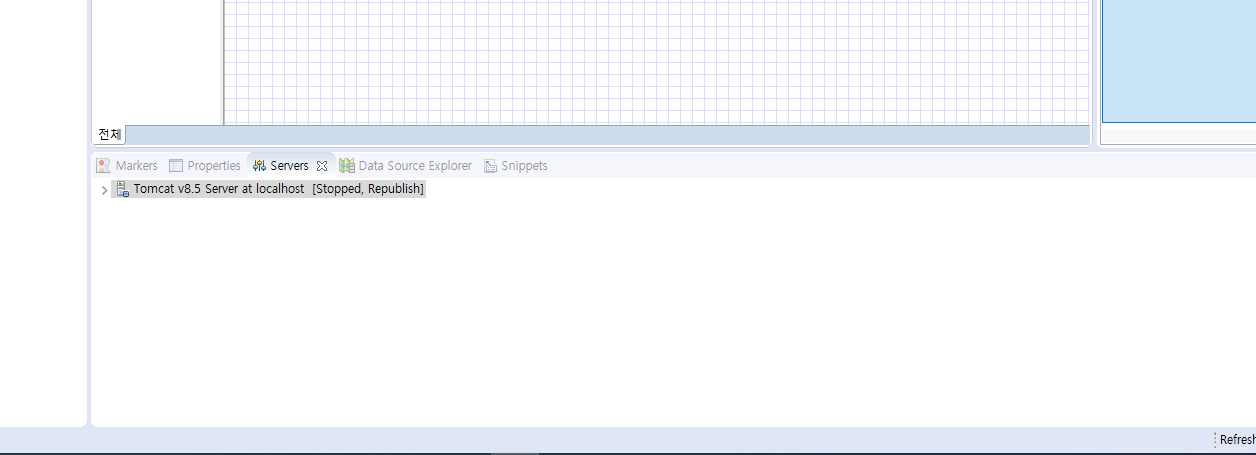 전체
Markers Properties Servers Data Source Explorer Snippets
Tomcat v8.5 Server at localhost [Stopped, Republish]
Refresh